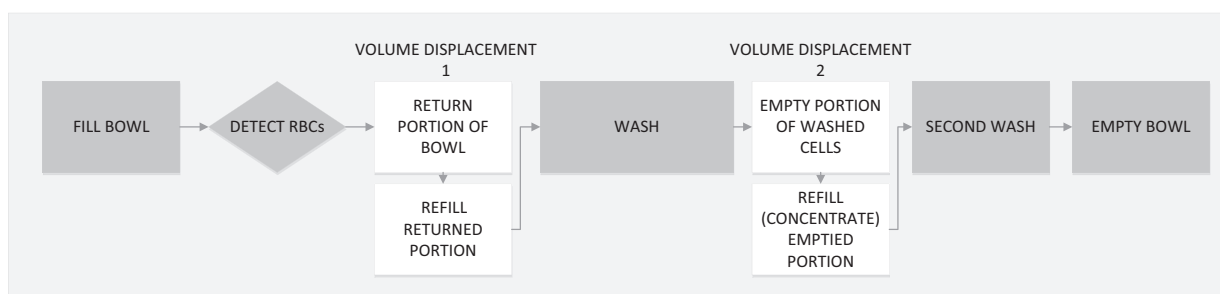 VOLUME DISPLACEMENT
1
VOLUME DISPLACEMENT
2
FILL BOWL
DETECT RBCs
RETURN
PORTION OF
BOWL
REFILL
RETURNED
PORTION
WASH
EMPTY PORTION
OF WASHED
CELLS
REFILL
(CONCENTRATE)
EMPTIED
PORTION
SECOND WASH
EMPTY BOWL